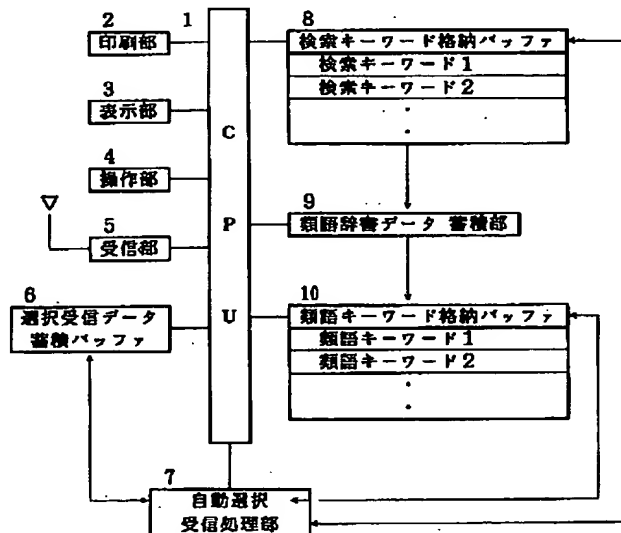 1
2
印刷部
3
表示部
4
操作部
5
受信部
6
選択受信データ
蓄積バッファ
C
P
U
8
検索キーワード格納バッファ
検索キーワード1
検索キーワード2
9
類語辞書データ 蓄積部
10
類語キーワード格納バッファ
類語キーワード1
類語キーワード2
7
自動選択
受信処理部